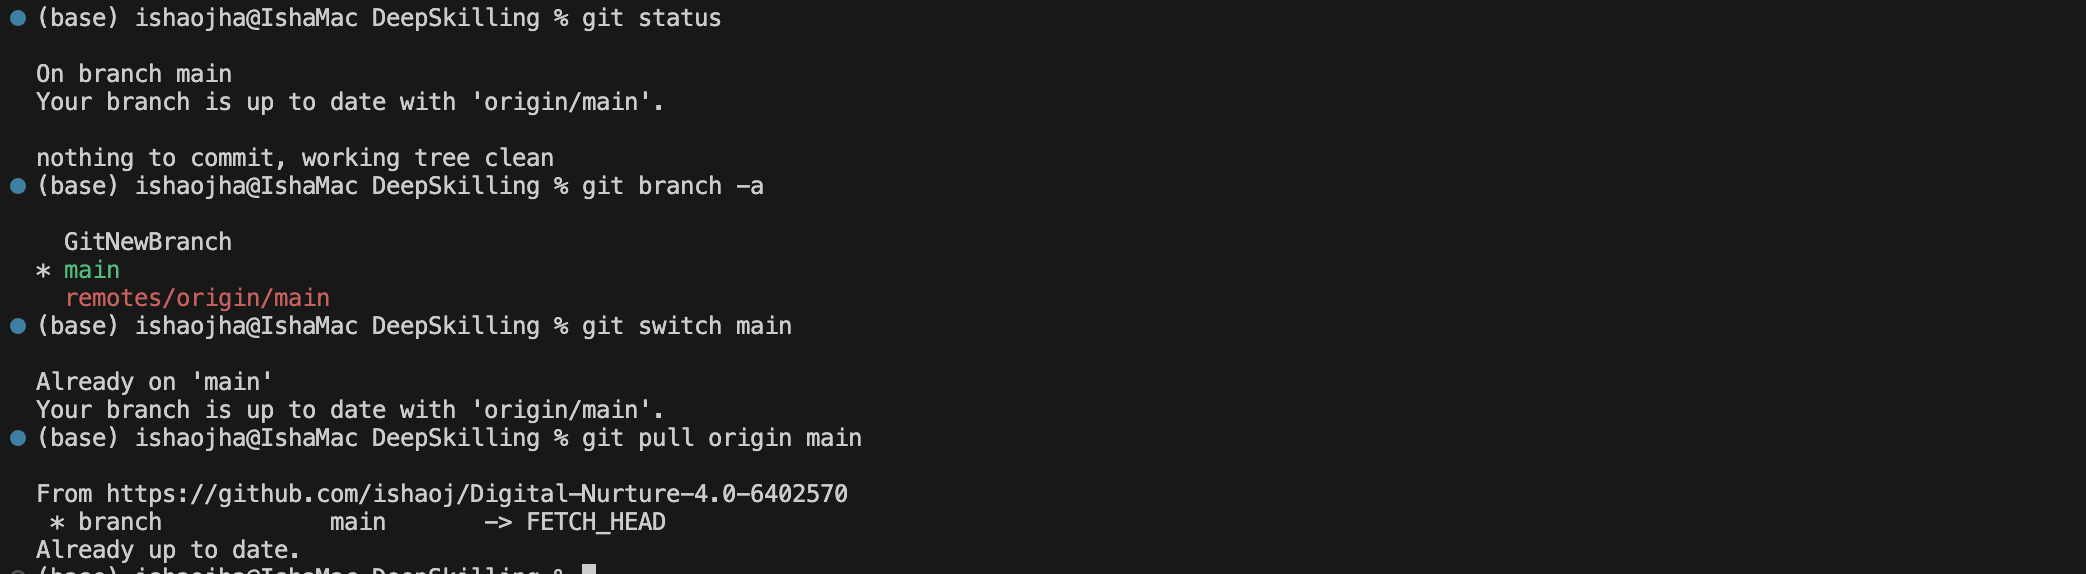 (base) ishaojha@IshaMac DeepSkilling % git status
On branch main
Your branch is up to date with 'origin/main'.
nothing to commit, working tree clean
(base) ishaojha@IshaMac DeepSkilling % git branch -a
GitNewBranch
* main
remotes/origin/main
(base) ishaojha@IshaMac DeepSkilling % git switch main
Already on 'main'
Your branch is up to date with 'origin/main'.
(base) ishaojha@IshaMac DeepSkilling % git pull origin main
From https://github.com/ishaoj/Digital-Nurture-4.0-6402570
* branch main -> FETCH_HEAD
Already up to date.
(base) ishaojha@IshaMac DeepSkilling %